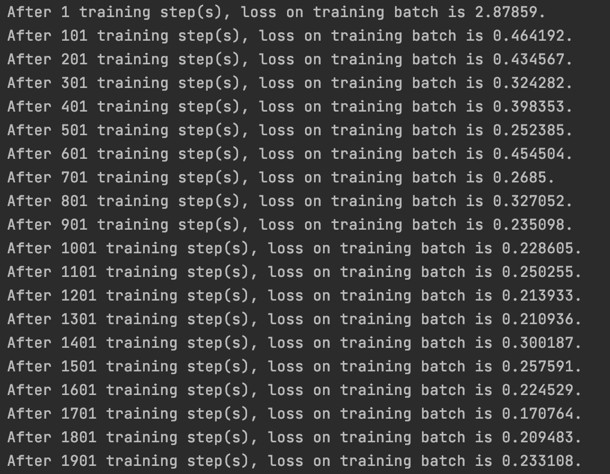 After 1 training step(s), loss on training batch is 2.87859.
After 101 training step(s), loss on training batch is 0.464192.
After 201 training step(s), loss on training batch is 0.434567.
After 301 training step(s), loss on training batch is 0.324282.
After 401 training step(s), loss on training batch is 0.398353.
After 501 training step(s), loss on training batch is 0.252385.
After 601 training step(s), loss on training batch is 0.454504.
After 701 training step(s), loss on training batch is 0.2685.
After 801 training step(s), loss on training batch is 0.327052.
After 901 training step(s), loss on training batch is 0.235098.
After 1001 training step(s), loss on training batch is 0.228605.
After 1101 training step(s), loss on training batch is 0.250255.
After 1201 training step(s), loss on training batch is 0.213933.
After 1301 training step(s), loss on training batch is 0.210936.
After 1401 training step(s), loss on training batch is 0.300187.
After 1501 training step(s), loss on training batch is 0.257591.
After 1601 training step(s), loss on training batch is 0.224529.
After 1701 training step(s), loss on training batch is 0.170764.
After 1801 training step(s), loss on training batch is 0.209483.
After 1901 training step(s), loss on training batch is 0.233108.